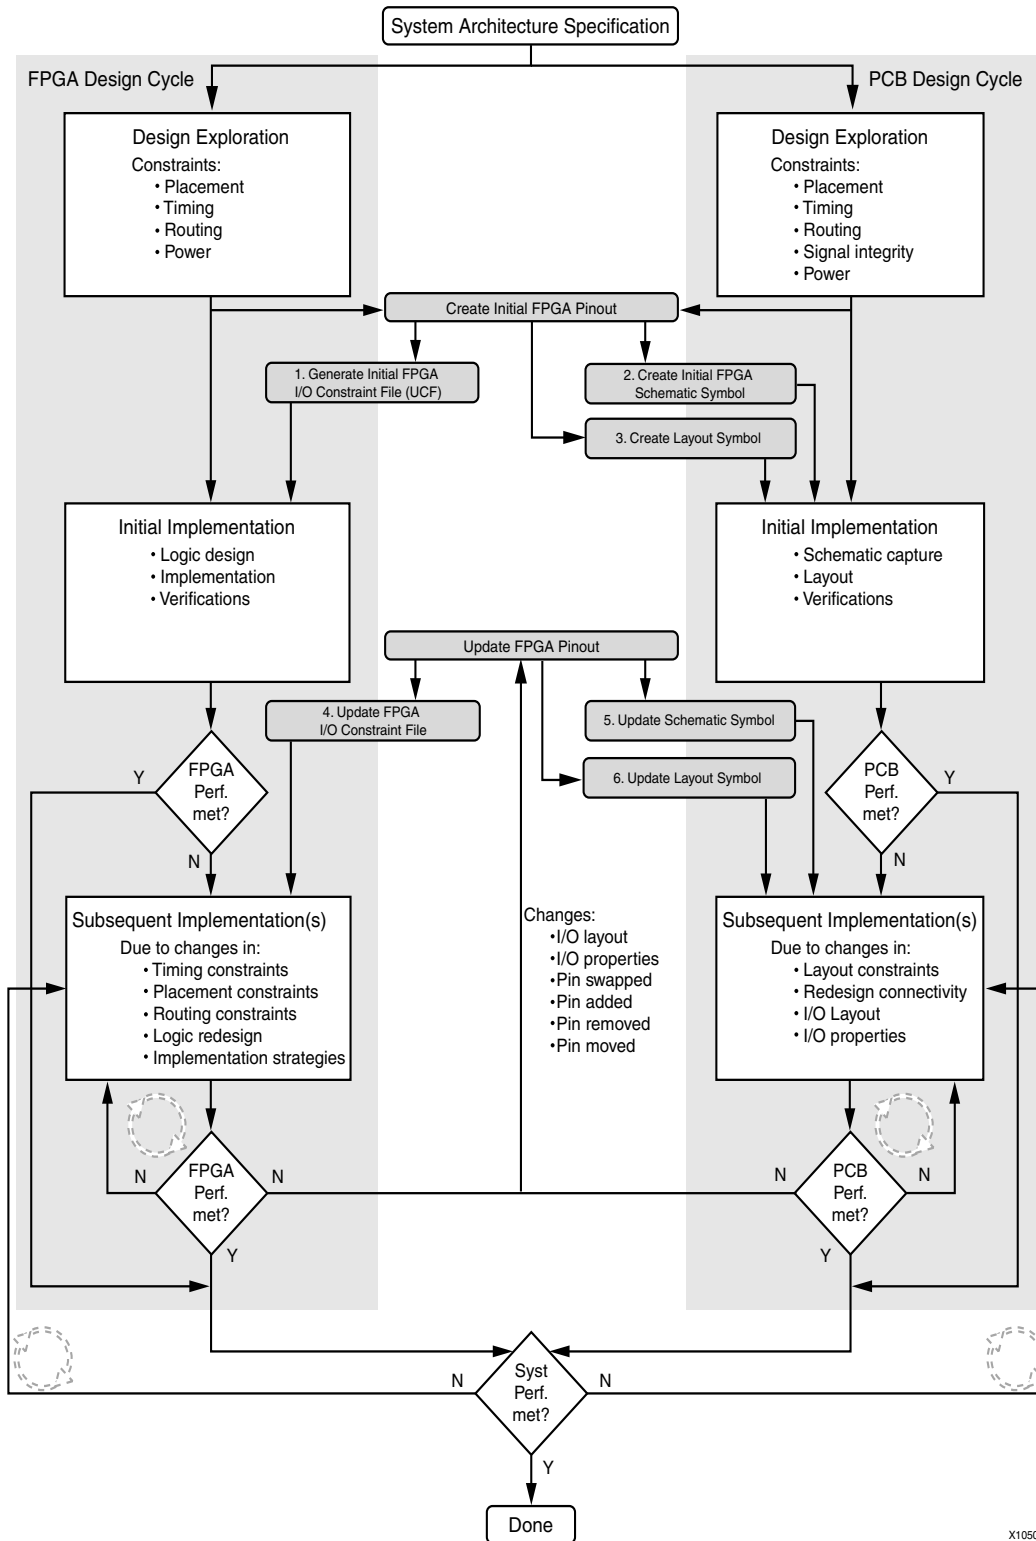 System Architecture Specification
FPGA Design Cycle
PCB Design Cycle
Design Exploration
Constraints:
• Placement
• Timing
• Routing
• Power
Design Exploration
Constraints:
• Placement
• Timing
• Routing
• Signal integrity
• Power
Create Initial FPGA Pinout
1. Generate Initial FPGA
I/O Constraint File (UCF)
2. Create Initial FPGA
Schematic Symbol
3. Create Layout Symbol
Initial Implementation
• Logic design
• Implementation
• Verifications
Initial Implementation
• Schematic capture
• Layout
• Verifications
Update FPGA Pinout
4. Update FPGA
I/O Constraint File
5. Update Schematic Symbol
6. Update Layout Symbol
Y
FPGA
Perf.
met?
N
PCB
Perf.
met?
Y
N
Subsequent Implementation(s)
Due to changes in:
• Timing constraints
• Placement constraints
• Routing constraints
• Logic redesign
• Implementation strategies
Changes:
•I/O layout
•I/O properties
•Pin swapped
•Pin added
•Pin removed
•Pin moved
Subsequent Implementation(s)
Due to changes in:
• Layout constraints
• Redesign connectivity
• I/O Layout
• I/O properties
N
FPGA
Perf.
met?
N
Y
N
PCB
Perf.
met?
N
Y
N
Syst
Perf.
met?
N
Y
Done
X1050